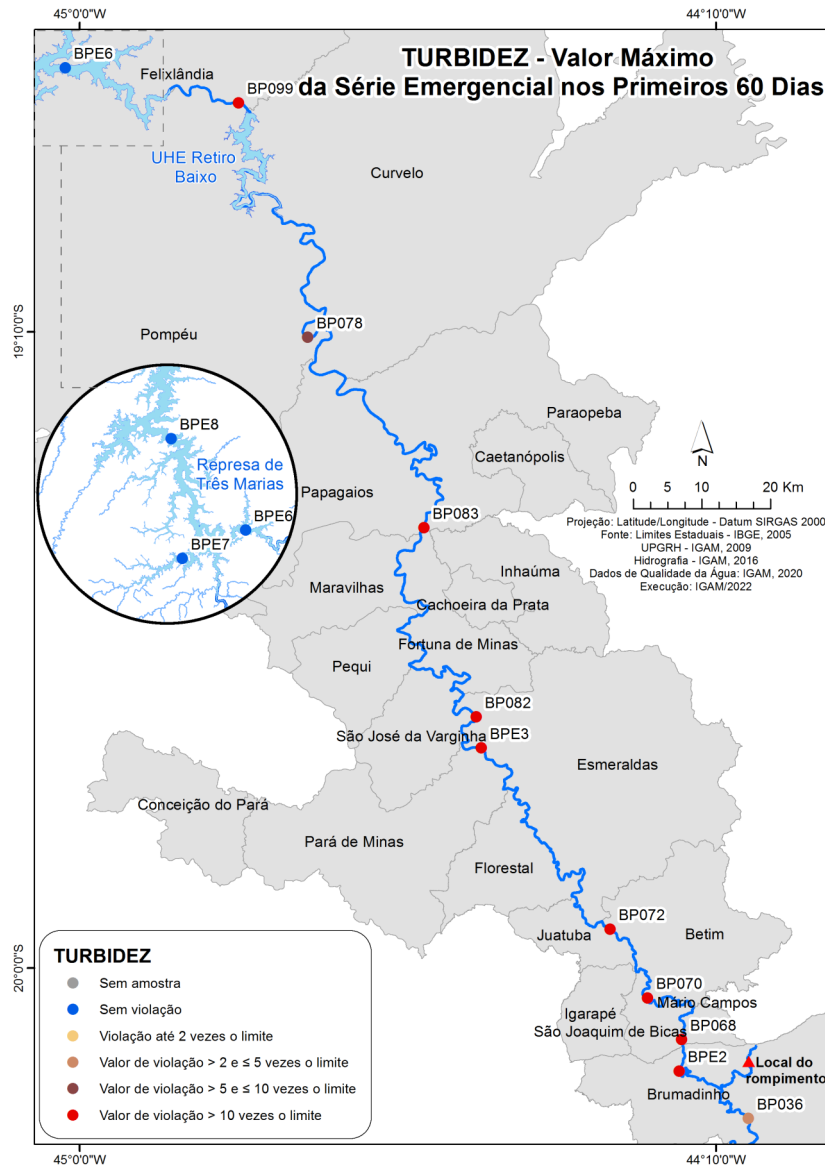 45°0'0"W
44°10'0"W
TURBIDEZ - Valor Máximo
da Série Emergencial nos Primeiros 60 Dias
BPE6
Felixlândia
BP099
UHE Retiro
Baixo
Curvelo
19°10'0"S
BP078
Pompéu
Paraopeba
BPE8
Caetanópolis
N
Represa de
Três Marias
Papagaios
0 5 10 20 Km
BPE6
BP083
Projeção: Latitude/Longitude - Datum SIRGAS 2000
Fonte: Limites Estaduais - IBGE, 2005
UPGRH - IGAM, 2009
Hidrografia - IGAM, 2016
Dados de Qualidade da Água: IGAM, 2020
Execução: IGAM/2022
BPE7
Maravilhas
Inhaúma
Cachoeira da Prata
Fortuna de Minas
Pequi
BP082
São José da Varginha
BPE3
Esmeraldas
Conceição do Pará
Pará de Minas
Florestal
BP072
Juatuba
Betim
20°0'0"S
BP070
Mário Campos
Igarapé
São Joaquim de Bicas
BP068
BPE2
Local do
rompimento
Brumadinho
BP036
TURBIDEZ
Sem amostra
Sem violação
Violação até 2 vezes o limite
Valor de violação > 2 e ≤ 5 vezes o limite
Valor de violação > 5 e ≤ 10 vezes o limite
Valor de violação > 10 vezes o limite
45°0'0"W
44°10'0"W